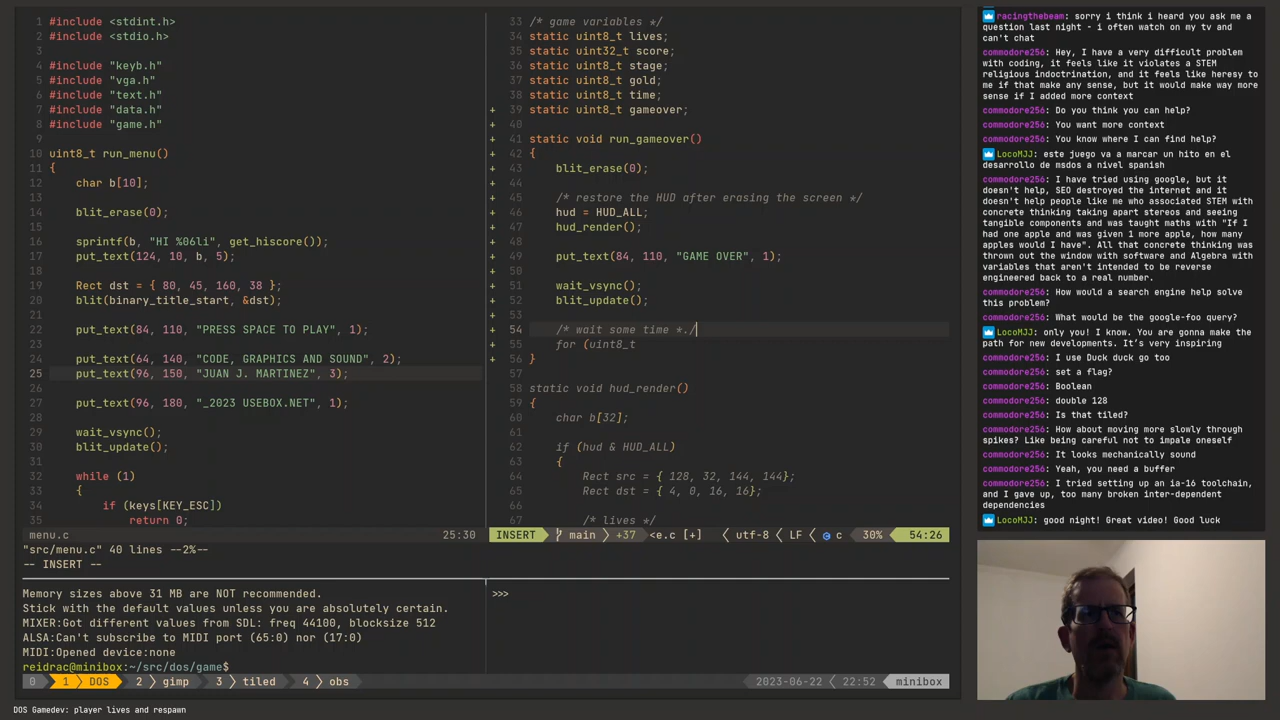 1 #include <stdint.h>
2 #include <stdio.h>
3
4 #include "keyb.h"
5 #include "vga.h"
6 #include "text.h"
7 #include "data.h"
8 #include "game.h"
9
10 uint8_t run_menu()
11 {
12 char b[10];
13
14 blit_erase(0);
15
16 sprintf(b, "HI %06li", get_hiscore());
17 put_text(124, 10, b, 5);
18
19 Rect dst = { 80, 45, 160, 38 };
20 blit(binary_title_start, &dst);
21
22 put_text(84, 110, "PRESS SPACE TO PLAY", 1);
23
24 put_text(64, 140, "CODE, GRAPHICS AND SOUND", 2);
25 put_text(96, 150, "JUAN J. MARTINEZ", 3);
26
27 put_text(96, 180, "_2023 USEBOX.NET", 1);
28
29 wait_vsync();
30 blit_update();
31
32 while (1)
33 {
34 if (keys[KEY_ESC])
35 return 0;
menu.c 25:30
"src/menu.c" 40 lines --2%--
-- INSERT --
33 /* game variables */
34 static uint8_t lives;
35 static uint32_t score;
36 static uint8_t stage;
37 static uint8_t gold;
38 static uint8_t time;
+ 39 static uint8_t gameover;
+ 40
+ 41 static void run_gameover()
+ 42 {
+ 43 blit_erase(0);
+ 44
+ 45 /* restore the HUD after erasing the screen */
+ 46 hud = HUD_ALL;
+ 47 hud_render();
+ 48
+ 49 put_text(84, 110, "GAME OVER", 1);
+ 50
+ 51 wait_vsync();
+ 52 blit_update();
+ 53
+ 54 /* wait some time *./
+ 55 for (uint8_t
+ 56 }
57
58 static void hud_render()
59 {
60 char b[32];
61
62 if (hud & HUD_ALL)
63 {
64 Rect src = { 128, 32, 144, 144};
65 Rect dst = { 4, 0, 16, 16};
66
67 /* lives */
INSERT main +37 <e.c [+] utf-8 LF c 30% 54:26
Memory sizes above 31 MB are NOT recommended.
Stick with the default values unless you are absolutely certain.
MIXER:Got different values from SDL: freq 44100, blocksize 512
ALSA:Can't subscribe to MIDI port (65:0) nor (17:0)
MIDI:Opened device:none
reidrac@minibox:~/src/dos/game$
>>>
0 1 DOS 2 gimp 3 tiled 4 obs 2023-06-22 22:52 minibox
DOS Gamedev: player lives and respawn
racingthebeam: sorry i think i heard you ask me a
question last night - i often watch on my tv and
can't chat
commodore256: Hey, I have a very difficult problem
with coding, it feels like it violates a STEM
religious indoctrination, and it feels like heresy to
me if that make any sense, but it would make way more
sense if I added more context
commodore256: Do you think you can help?
commodore256: You want more context
commodore256: You know where I can find help?
LocoMJJ: este juego va a marcar un hito en el
desarrollo de msdos a nivel spanish
commodore256: I have tried using google, but it
doesn't help, SEO destroyed the internet and it
doesn't help people like me who associated STEM with
concrete thinking taking apart stereos and seeing
tangible components and was taught maths with "If I
had one apple and was given 1 more apple, how many
apples would I have". All that concrete thinking was
thrown out the window with software and Algebra with
variables that aren't intended to be reverse
engineered back to a real number.
commodore256: How would a search engine help solve
this problem?
commodore256: What would be the google-foo query?
LocoMJJ: only you! I know. You are gonna make the
path for new developments. It's very inspiring
commodore256: I use Duck duck go too
commodore256: set a flag?
commodore256: Boolean
commodore256: double 128
commodore256: Is that tiled?
commodore256: How about moving more slowly through
spikes? Like being careful not to impale oneself
commodore256: It looks mechanically sound
commodore256: Yeah, you need a buffer
commodore256: I tried setting up an ia-16 toolchain,
and I gave up, too many broken inter-dependent
dependencies
LocoMJJ: good night! Great video! Good luck